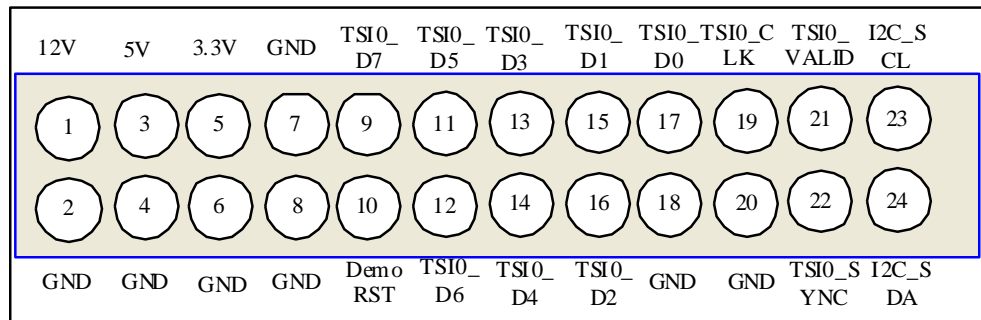 12V 5V 3.3V GND TSI0_ TSI0_ TSI0_ TSI0_ TSI0_ TSI0_C TSI0_ I2C_S
D7 D5 D3 D1 D0 LK VALID CL
1 3 5 7 9 11 13 15 17 19 21 23
2 4 6 8 10 12 14 16 18 20 22 24
GND GND GND GND Demo TSI0_ TSI0_ TSI0_ GND GND TSI0_S I2C_S
RST D6 D4 D2 YNC DA